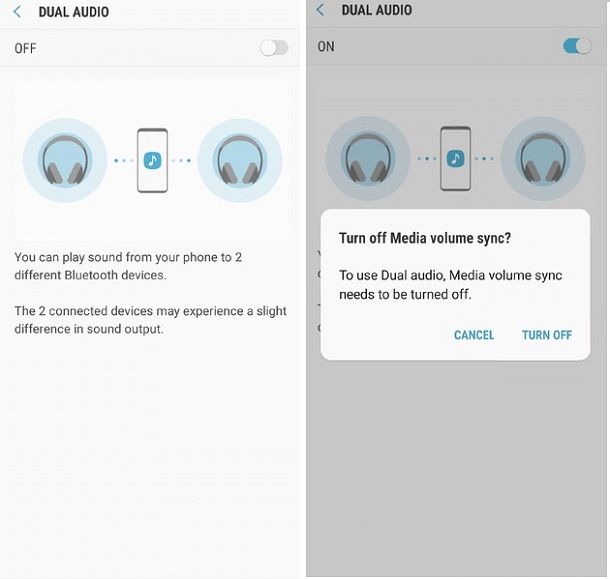 DUAL AUDIO
OFF
You can play sound from your phone to 2
different Bluetooth devices.
The 2 connected devices may experience a slight
difference in sound output.
DUAL AUDIO
ON
Turn off Media volume sync?
To use Dual audio, Media volume sync
needs to be turned off.
CANCEL TURN OFF